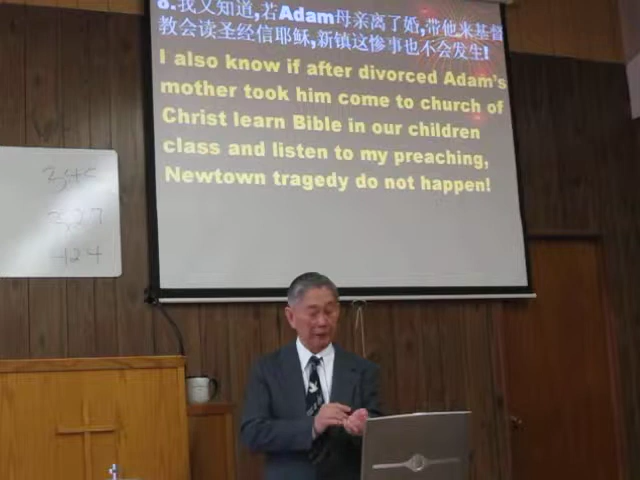 8.我又知道,若Adam母亲离了婚,带他来基督
教会读圣经信耶稣,新镇这惨事也不会发生!
I also know if after divorced Adam's
mother took him come to church of
Christ learn Bible in our children
class and listen to my preaching,
Newtown tragedy do not happen!